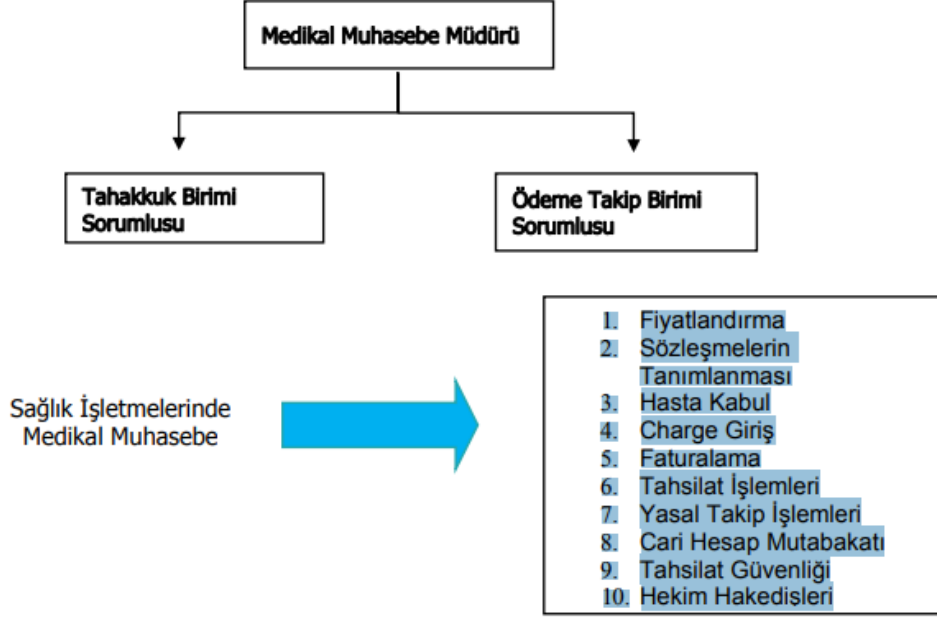 Medikal Muhasebe Müdürü
Tahakkuk Birimi
Sorumlusu
Ödeme Takip Birimi
Sorumlusu
Sağlık İşletmelerinde
Medikal Muhasebe
1. Fiyatlandırma
2. Sözleşmelerin
Tanımlanması
3. Hasta Kabul
4. Charge Giriş
5. Faturalama
6. Tahsilat İşlemleri
7. Yasal Takip İşlemleri
8. Cari Hesap Mutabakatı
9. Tahsilat Güvenliği
10. Hekim Hakedişleri